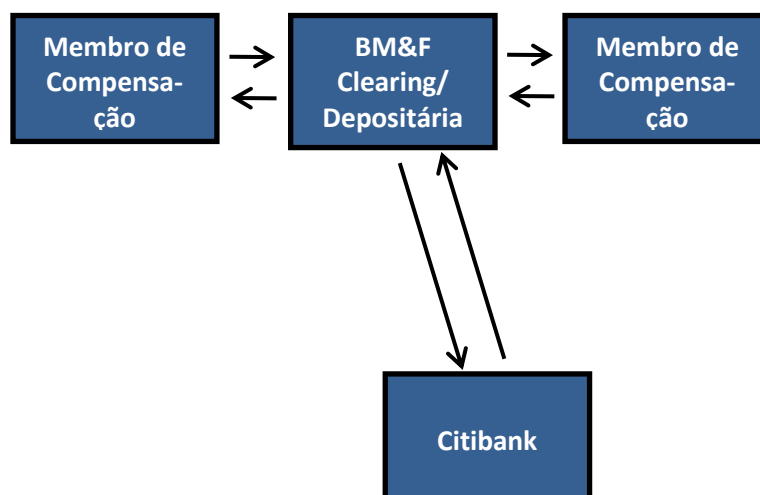 Membro de
Compensa-
ção
BM&F
Clearing/
Depositária
Membro de
Compensa-
ção
Citibank